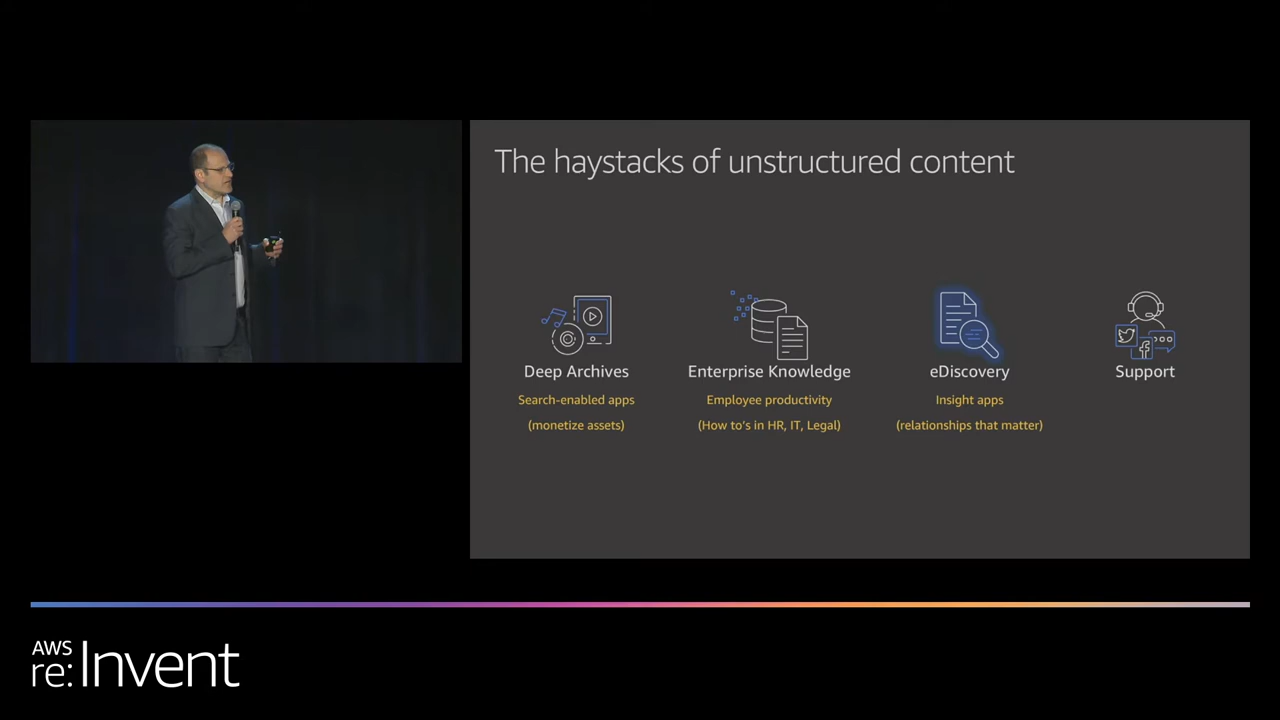 The haystacks of unstructured content
Deep Archives
Search-enabled apps
(monetize assets)
Enterprise Knowledge
Employee productivity
(How to's in HR, IT, Legal)
eDiscovery
Insight apps
(relationships that matter)
Support
AWS
re:Invent